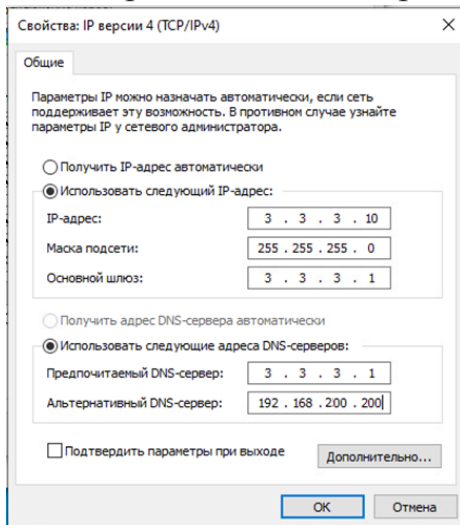 Свойства: IP версии 4 (TCP/IPv4)
Общие
Параметры IP можно назначать автоматически, если сеть
поддерживает эту возможность. В противном случае узнайте
параметры IP у сетевого администратора.
Получить IP-адрес автоматически
Использовать следующий IP-адрес:
IP-адрес: 3 . 3 . 3 . 10
Маска подсети: 255 . 255 . 255 . 0
Основной шлюз: 3 . 3 . 3 . 1
Получить адрес DNS-сервера автоматически
Использовать следующие адреса DNS-серверов:
Предпочитаемый DNS-сервер: 3 . 3 . 3 . 1
Альтернативный DNS-сервер: 192 . 168 . 200 . 200
Подтвердить параметры при выходе Дополнительно...
ОК Отмена